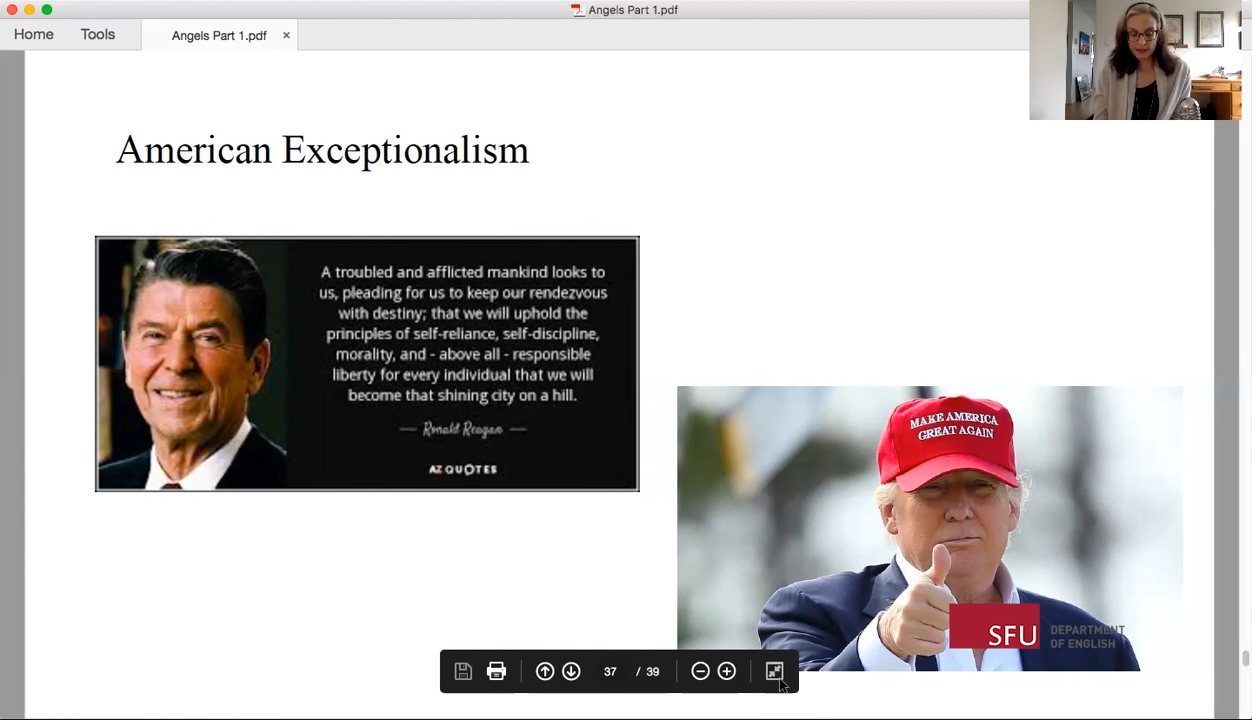 Angels Part 1.pdf
Home
Tools
Angels Part 1.pdf ×
American Exceptionalism
A troubled and afflicted mankind looks to
us, pleading for us to keep our rendezvous
with destiny; that we will uphold the
principles of self-reliance, self-discipline,
morality, and - above all - responsible
liberty for every individual that we will
become that shining city on a hill.
— Ronald Reagan —
AZ QUOTES
MAKE AMERICA
GREAT AGAIN
SFU
DEPARTMENT
OF ENGLISH
37 / 39